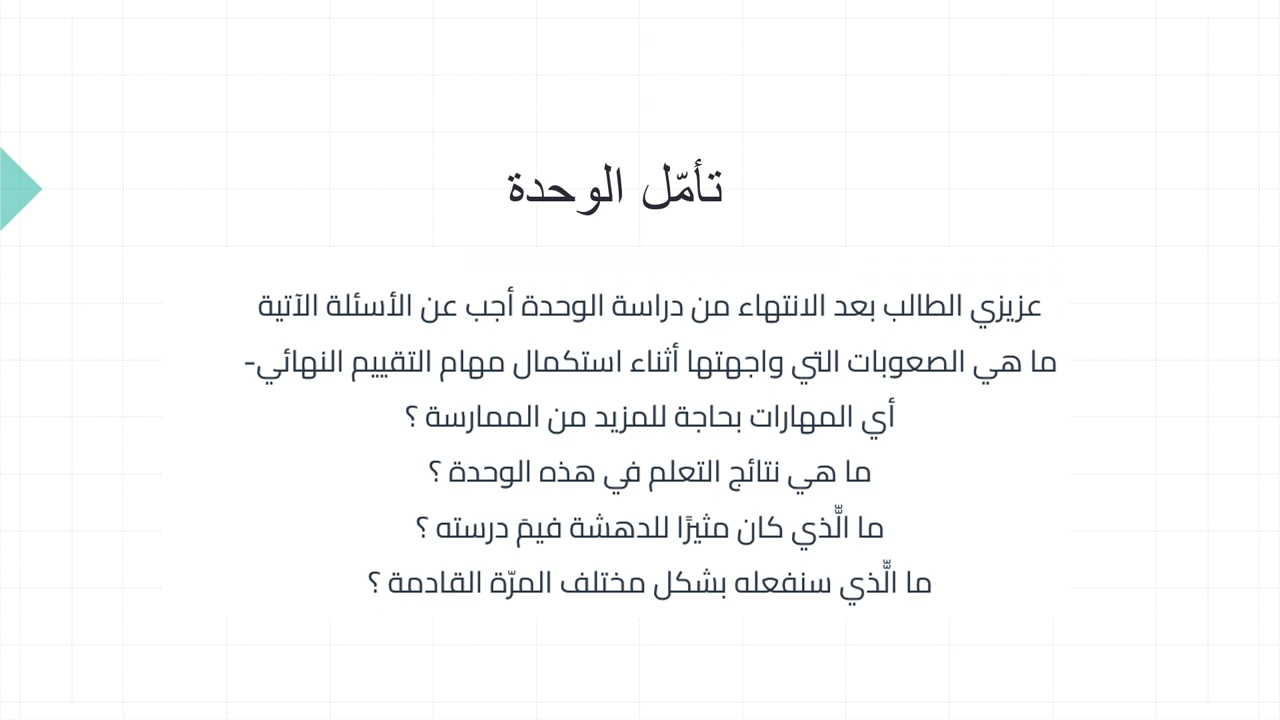 تأمّل الوحدة
عزيزي الطالب بعد الانتهاء من دراسة الوحدة أجب عن الأسئلة الآتية
ما هي الصعوبات التي واجهتها أثناء استكمال مهام التقييم النهائي-
أي المهارات بحاجة للمزيد من الممارسة ؟
ما هي نتائج التعلم في هذه الوحدة ؟
ما الَّذي كان مثيرًا للدهشة فيمَ درسته ؟
ما الَّذي سنفعله بشكل مختلف المرّة القادمة ؟